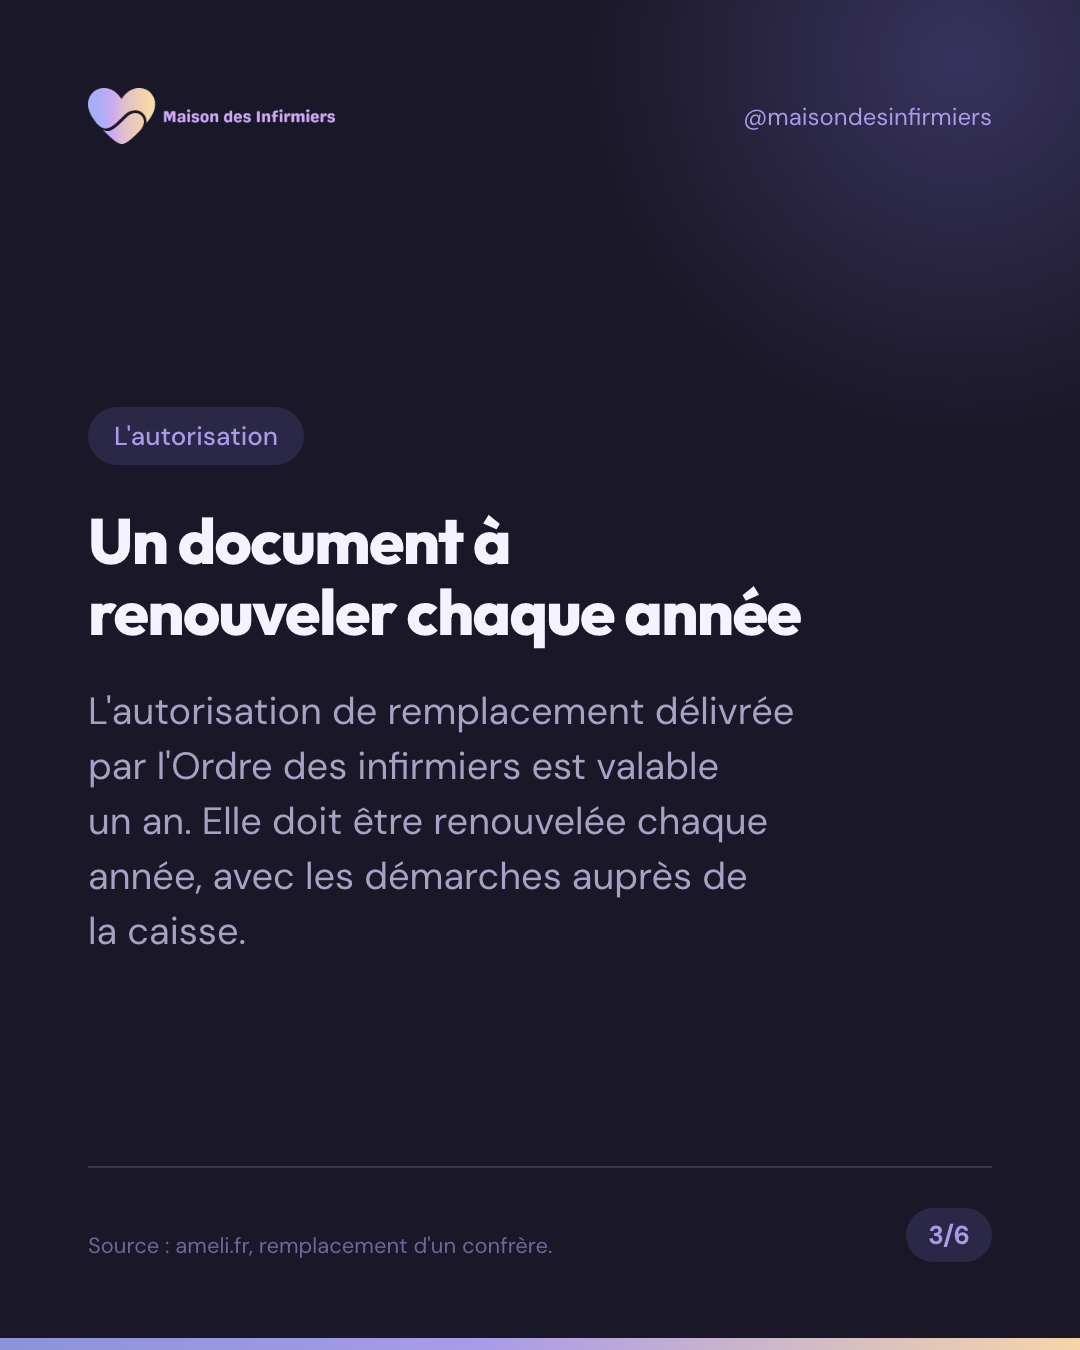 Maison des Infirmiers
@maisondesinfirmiers
L'autorisation
Un document à
renouveler chaque année
L'autorisation de remplacement délivrée
par l'Ordre des infirmiers est valable
un an. Elle doit être renouvelée chaque
année, avec les démarches auprès de
la caisse.
Source : ameli.fr, remplacement d'un confrère.
3/6